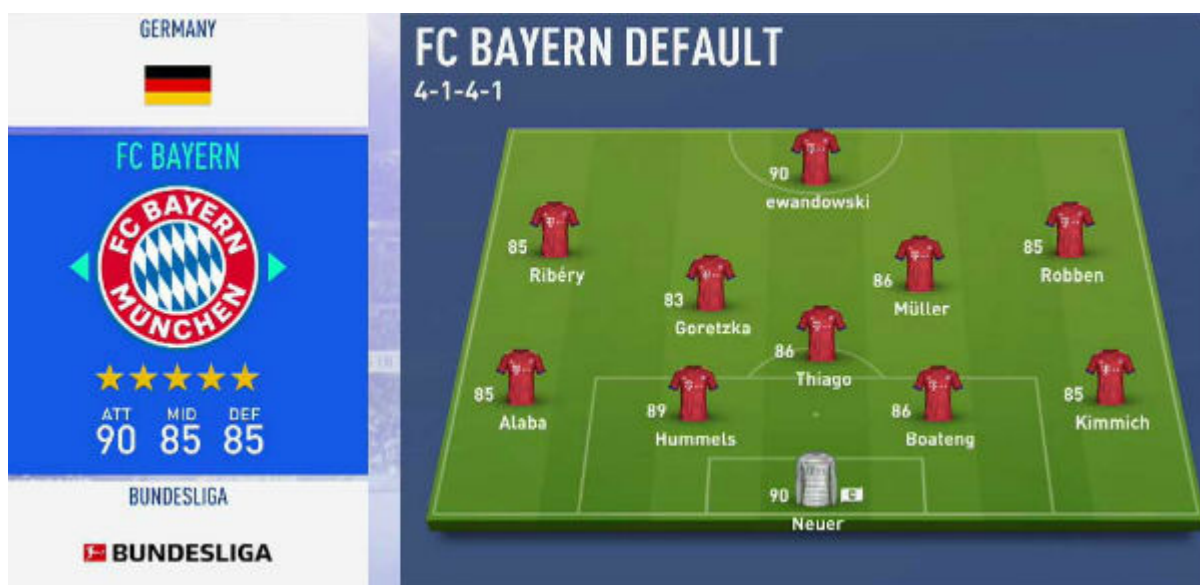 GERMANY
FC BAYERN
FC BAYERN
MÜNCHEN
ATT MID DEF
90 85 85
BUNDESLIGA
BUNDESLIGA
FC BAYERN DEFAULT
4-1-4-1
90
ewandowski
85
Ribéry
85
Robben
83
Goretzka
86
Müller
86
Thiago
85
Alaba
89
Hummels
86
Boateng
85
Kimmich
90 C
Neuer